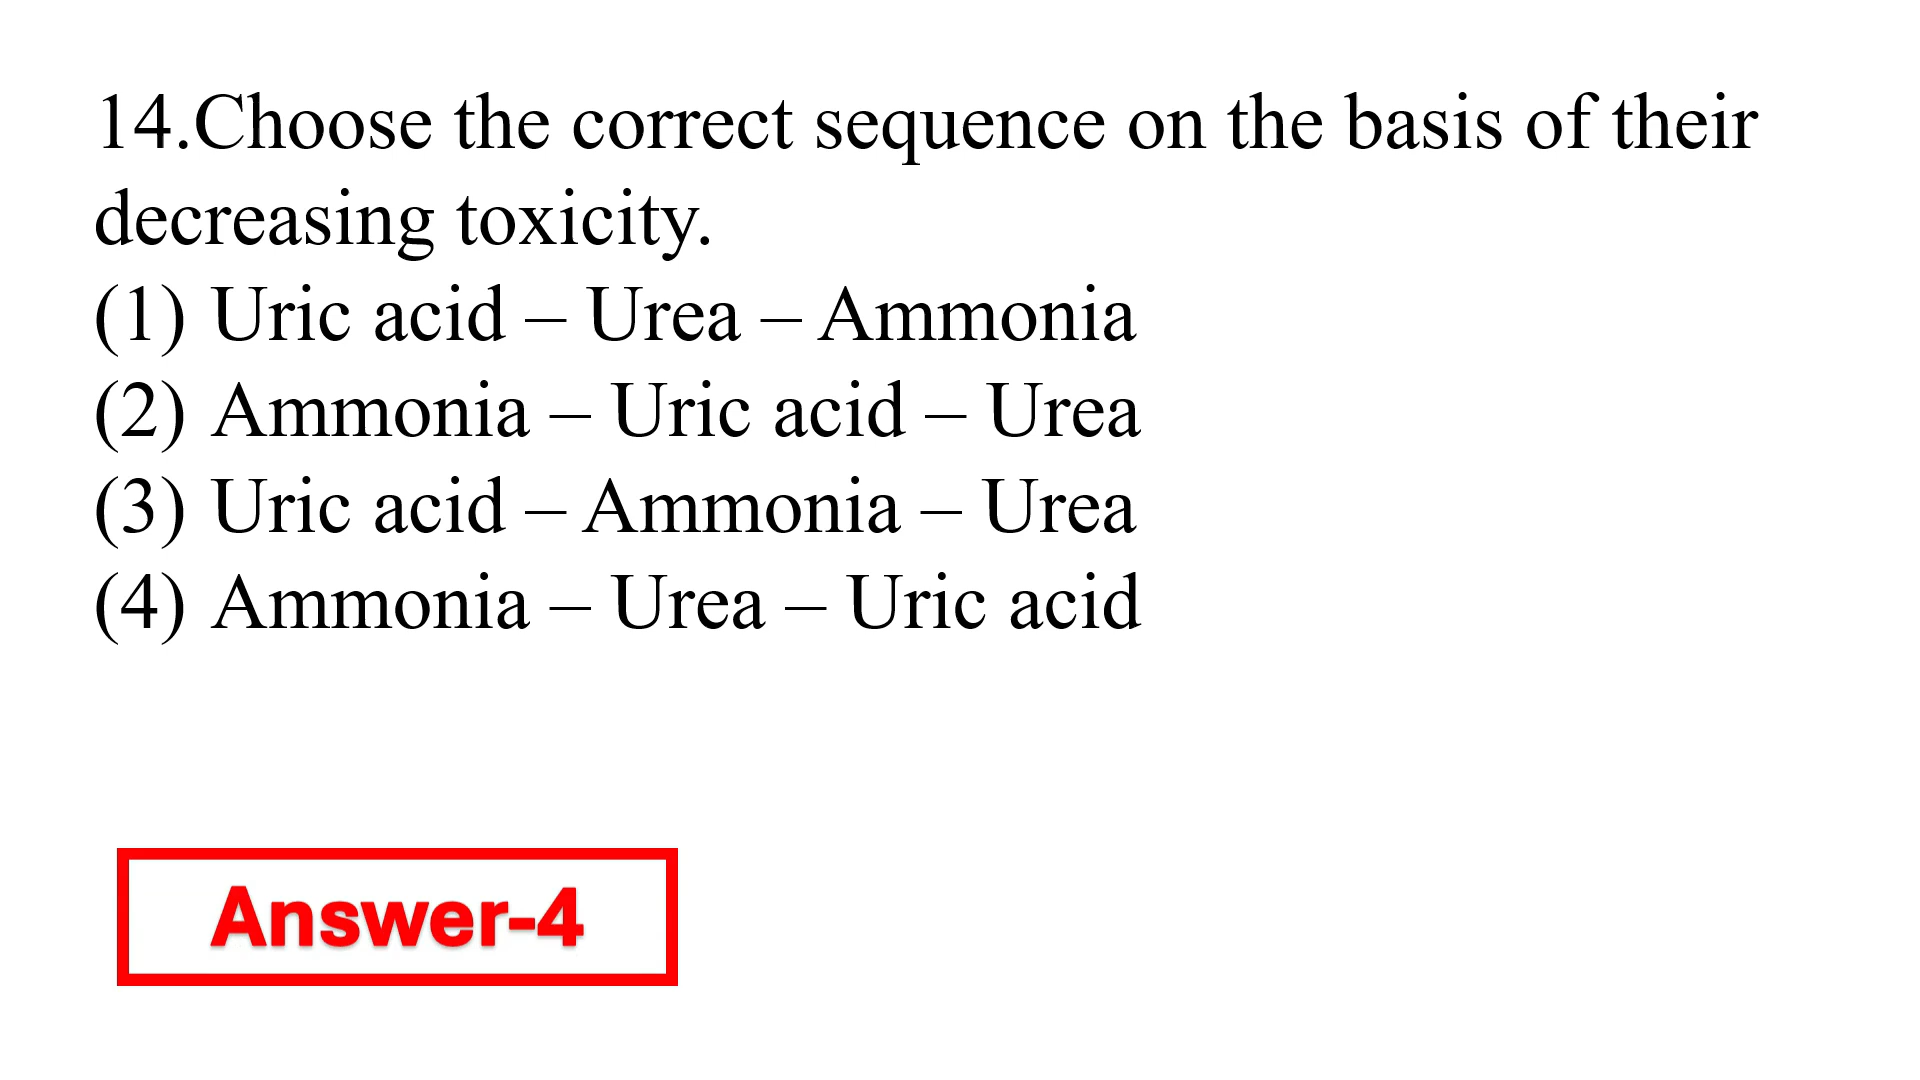 14.Choose the correct sequence on the basis of their
decreasing toxicity.
(1) Uric acid – Urea – Ammonia
(2) Ammonia – Uric acid – Urea
(3) Uric acid – Ammonia – Urea
(4) Ammonia – Urea – Uric acid
Answer-4